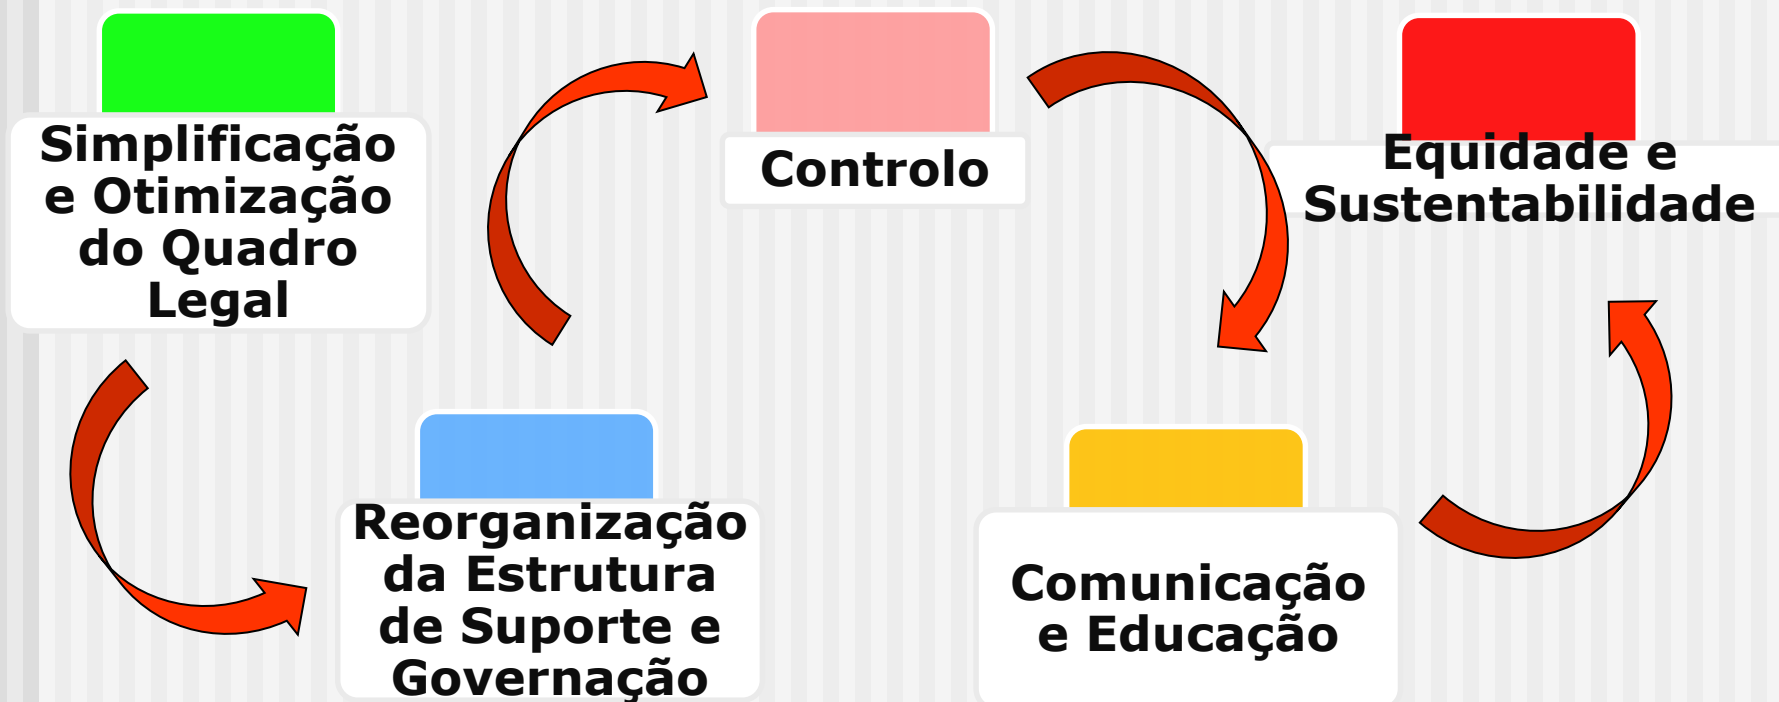 Simplificação
e Otimização
do Quadro
Legal
Reorganização
da Estrutura
de Suporte e
Governação
Controlo
Comunicação
e Educação
Equidade e
Sustentabilidade